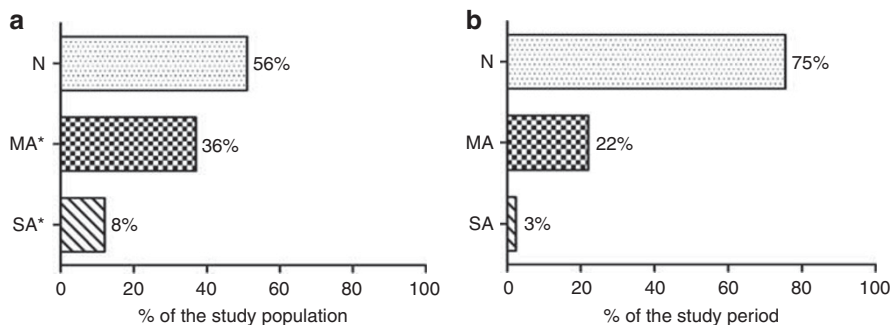 a
N
56%
MA*
36%
SA*
8%
0 20 40 60 80 100
% of the study population
b
N
75%
MA
22%
SA
3%
0 20 40 60 80 100
% of the study period